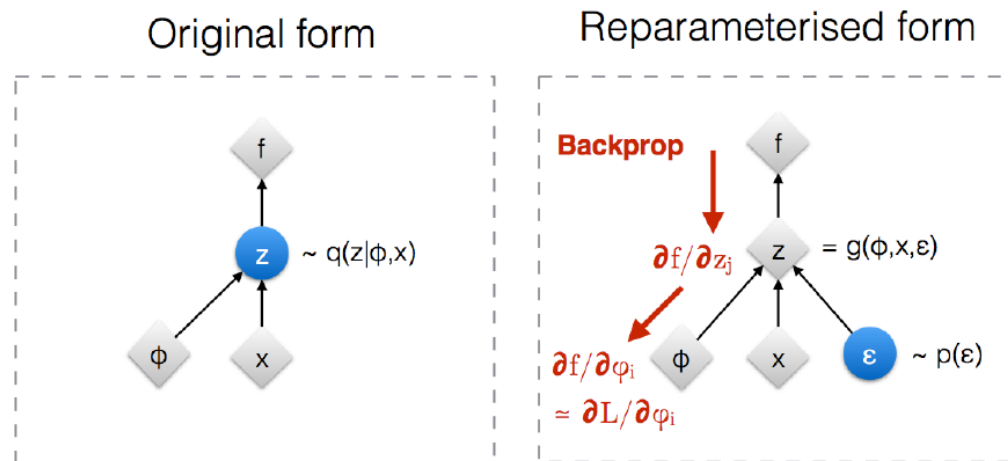 Original form
f
z ~ q(z|ϕ,x)
ϕ x
Reparameterised form
Backprop
f
∂f/∂zⱼ
z = g(ϕ,x,ε)
∂f/∂φᵢ
≃ ∂L/∂φᵢ
ϕ x ε ~ p(ε)